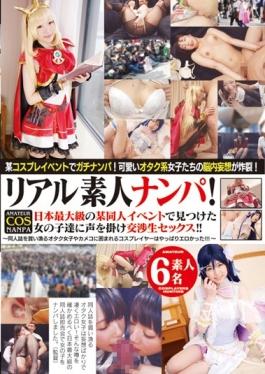 某コスプレイベントでガチナンパ！可愛いオタク系女子たちの脳内妄想が炸裂！
リアル素人ナンパ！
AMATEUR
COS
NANPA
日本最大級の某同人イベントで見つけた
女の子達に声を掛け交渉生セックス!!
〜同人誌を買い漁るオタク女子やカメコに囲まれるコスプレイヤーはやっぱりエロかった!!!〜
6素人名